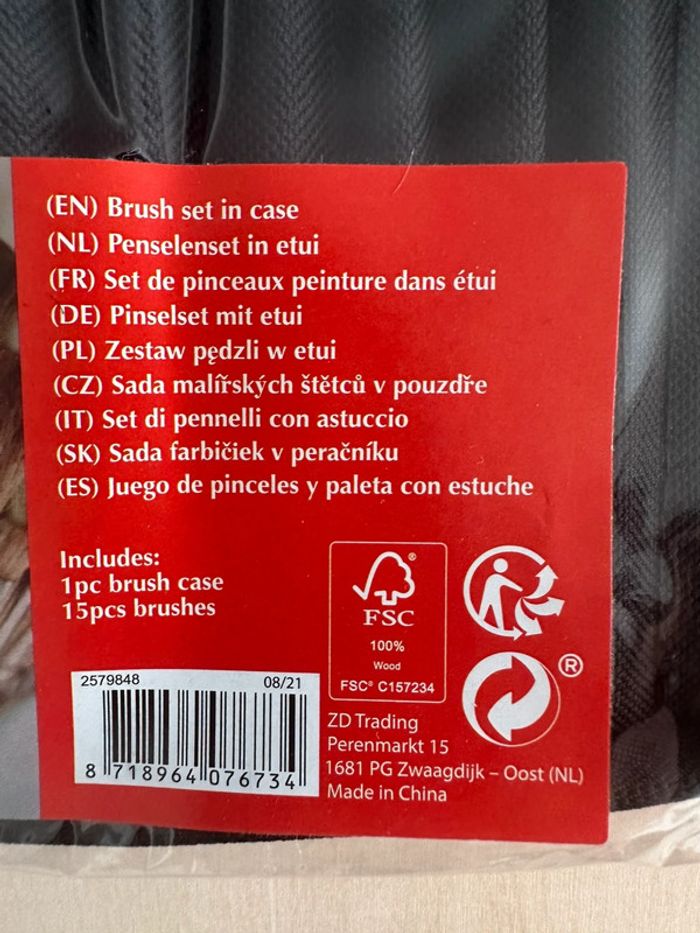 (EN) Brush set in case
(NL) Penselenset in etui
(FR) Set de pinceaux peinture dans étui
(DE) Pinselset mit etui
(PL) Zestaw pędzli w etui
(CZ) Sada malířských štětců v pouzdře
(IT) Set di pennelli con astuccio
(SK) Sada farbičiek v peračníku
(ES) Juego de pinceles y paleta con estuche
Includes:
1pc brush case
15pcs brushes
FSC®
100%
Wood
FSC® C157234
®
2579848 08/21
8 718964 076734
ZD Trading
Perenmarkt 15
1681 PG Zwaagdijk – Oost (NL)
Made in China